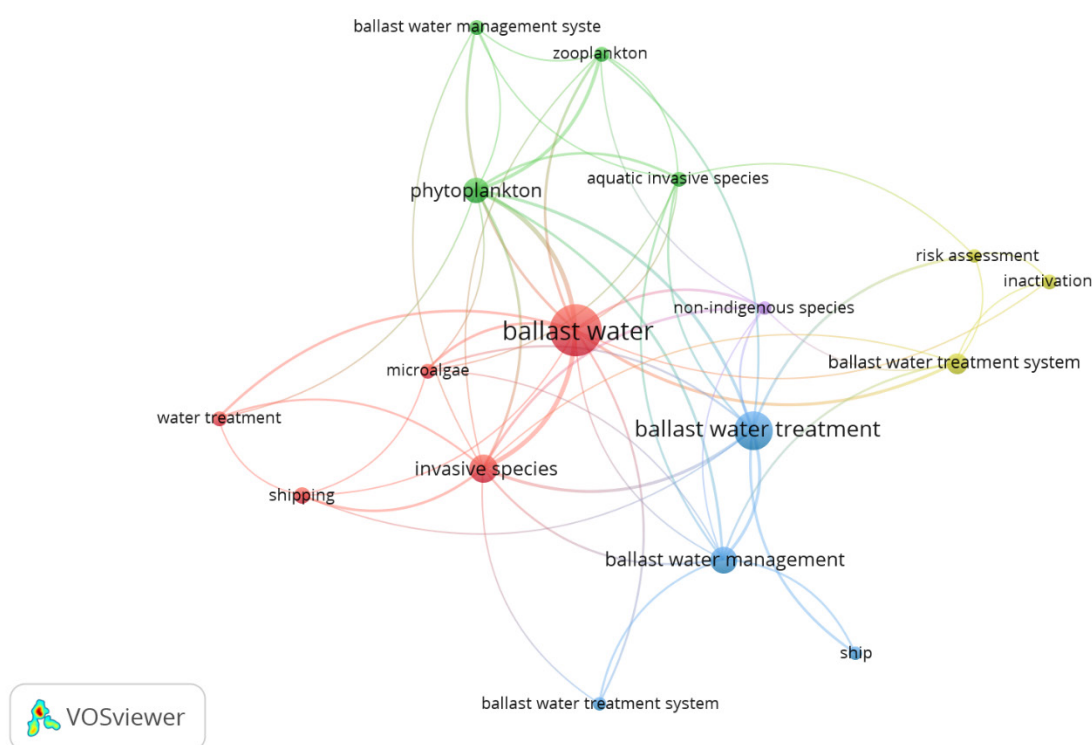 ballast water management syste
zooplankton
phytoplankton
aquatic invasive species
risk assessment
inactivation
non-indigenous species
ballast water
ballast water treatment system
microalgae
water treatment
ballast water treatment
invasive species
shipping
ballast water management
ship
ballast water treatment system
VOSviewer